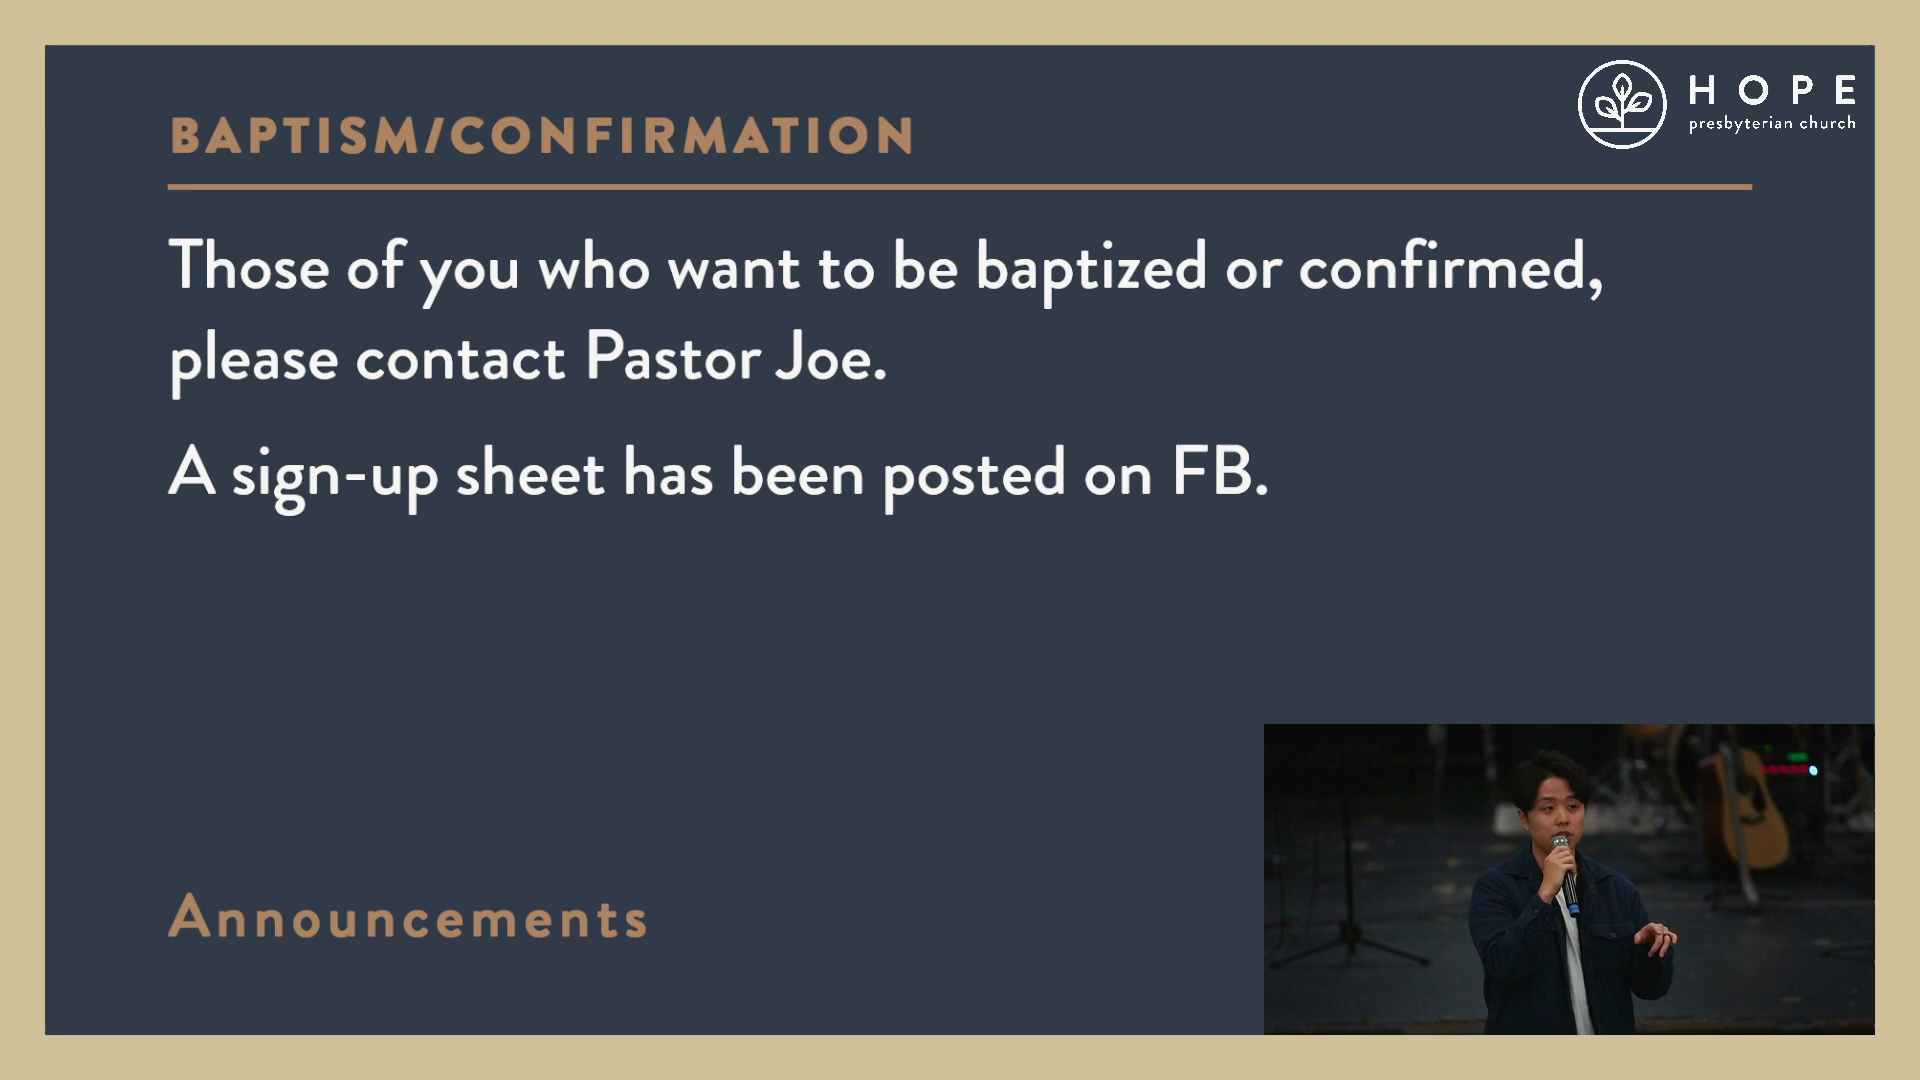 HOPE
presbyterian church
BAPTISM/CONFIRMATION
Those of you who want to be baptized or confirmed,
please contact Pastor Joe.
A sign-up sheet has been posted on FB.
Announcements